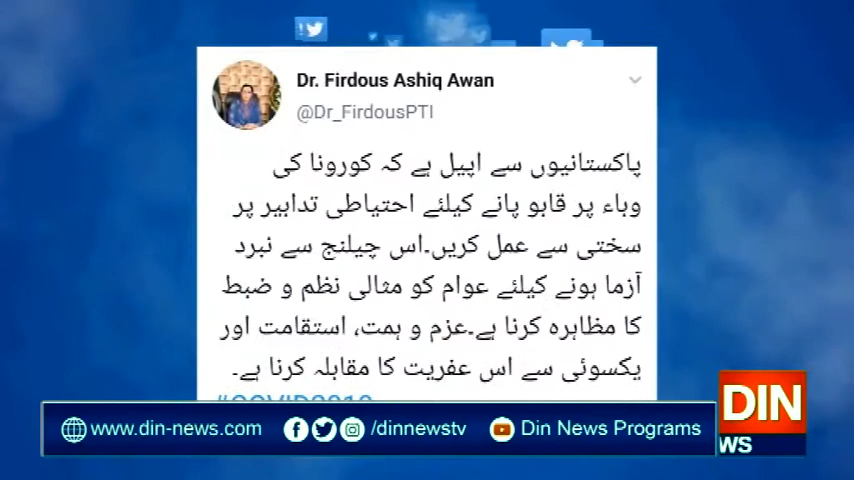 Dr. Firdous Ashiq Awan
@Dr_FirdousPTI
پاکستانیوں سے اپیل ہے کہ کورونا کی
وباء پر قابو پانے کیلئے احتیاطی تدابیر پر
سختی سے عمل کریں۔اس چیلنج سے نبرد
آزما ہونے کیلئے عوام کو مثالی نظم و ضبط
کا مظاہرہ کرنا ہے۔عزم و ہمت، استقامت اور
یکسوئی سے اس عفریت کا مقابلہ کرنا ہے۔
www.din-news.com /dinnewstv Din News Programs
DIN
WS